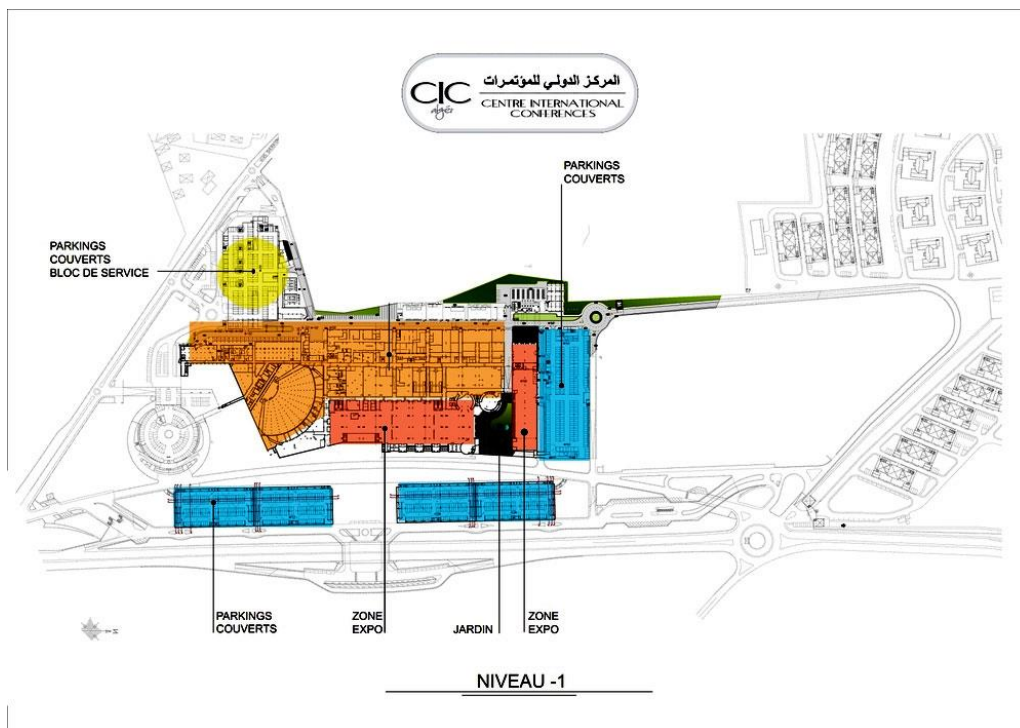 المركز الدولي للمؤتمرات
CIC
alger
CENTRE INTERNATIONAL
CONFERENCES
PARKINGS
COUVERTS
PARKINGS
COUVERTS
BLOC DE SERVICE
PARKINGS
COUVERTS
ZONE
EXPO
JARDIN
ZONE
EXPO
NIVEAU -1